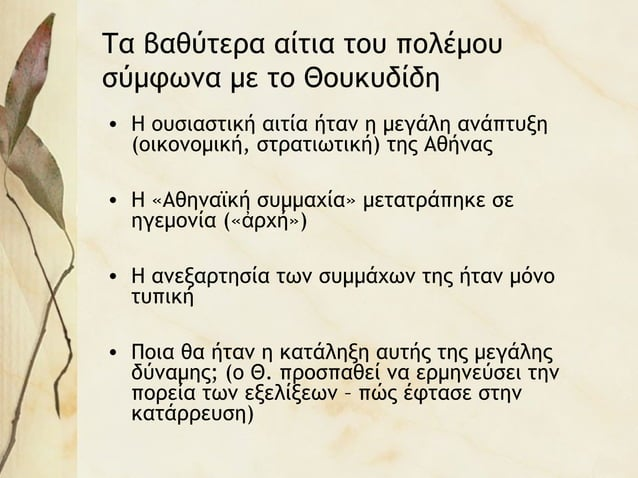 Τα βαθύτερα αίτια του πολέμου
σύμφωνα με το Θουκυδίδη
• Η ουσιαστική αιτία ήταν η μεγάλη ανάπτυξη
(οικονομική, στρατιωτική) της Αθήνας
• Η «Αθηναϊκή συμμαχία» μετατράπηκε σε
ηγεμονία («ἀρχή»)
• Η ανεξαρτησία των συμμάχων της ήταν μόνο
τυπική
• Ποια θα ήταν η κατάληξη αυτής της μεγάλης
δύναμης; (ο Θ. προσπαθεί να ερμηνεύσει την
πορεία των εξελίξεων – πώς έφτασε στην
κατάρρευση)